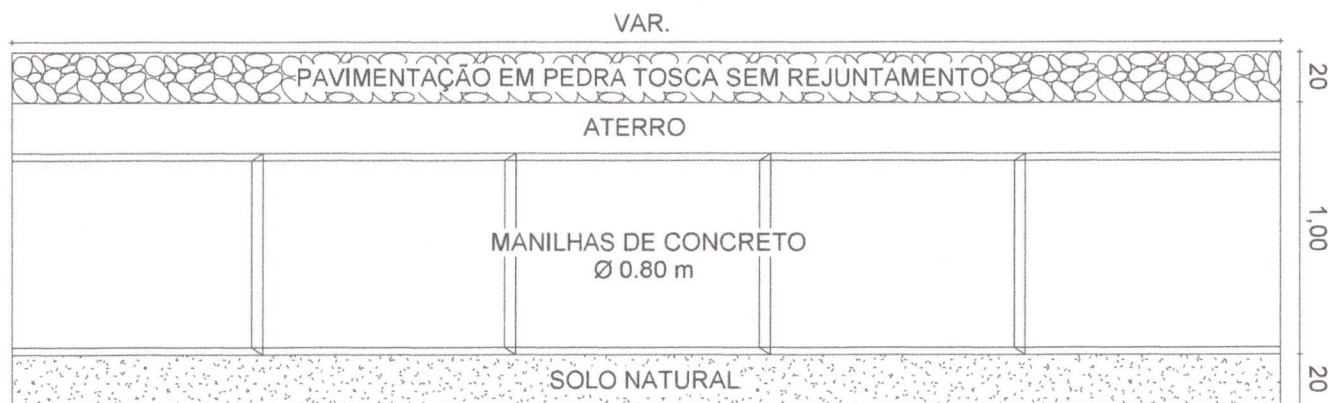 VAR.
PAVIMENTAÇÃO EM PEDRA TOSCA SEM REJUNTAMENTO
20
ATERRO
1,00
MANILHAS DE CONCRETO
Ø 0.80 m
SOLO NATURAL
20